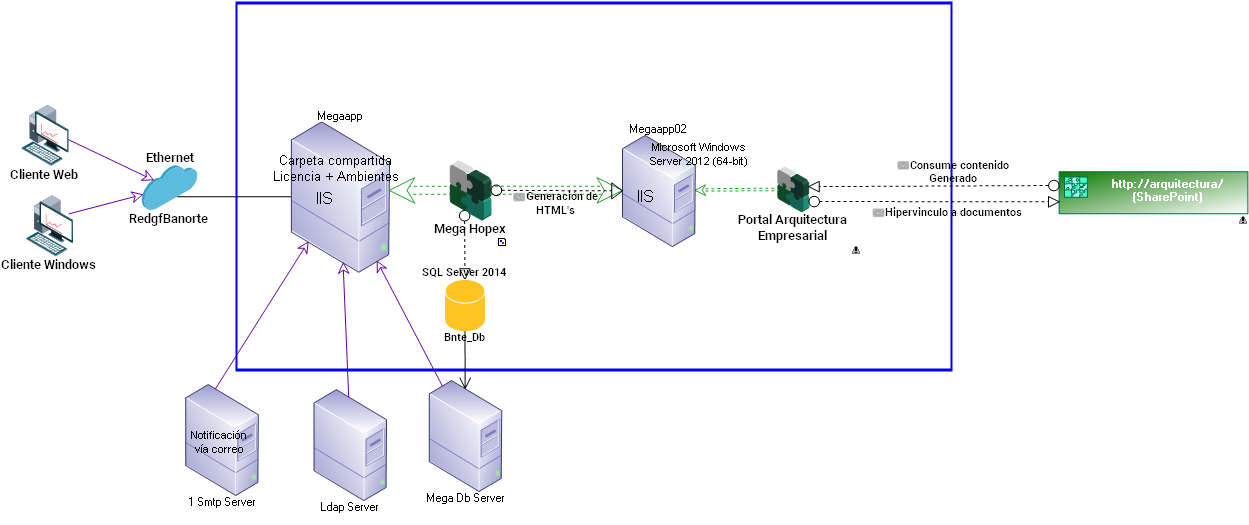 Cliente Web
Cliente Windows
Ethernet
RedgfBanorte
Megaapp
Carpeta compartida
Licencia + Ambientes
IIS
Mega Hopex
Generación de
HTML's
SQL Server 2014
Bnte_Db
Megaapp02
Microsoft Windows
Server 2012 (64-bit)
IIS
Portal Arquitectura
Empresarial
Consume contenido
Generado
Hipervinculo a documentos
http://arquitectura/
(SharePoint)
Notificación
vía correo
1 Smtp Server
Ldap Server
Mega Db Server